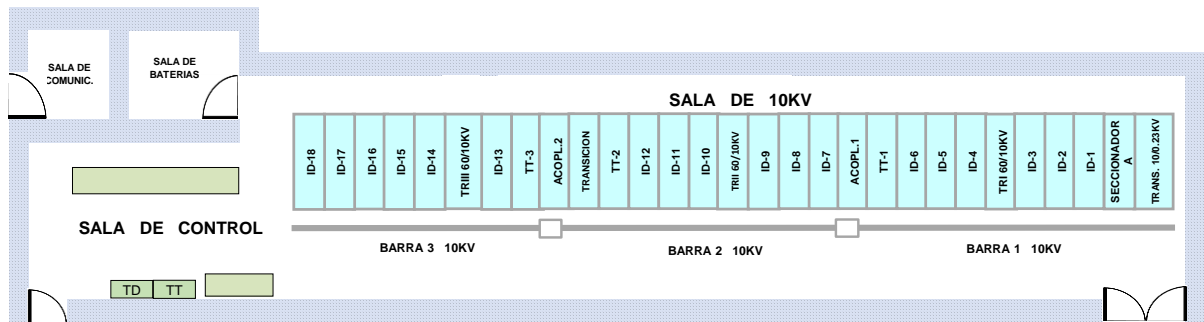 SALA DE
COMUNIC.
SALA DE
BATERIAS
SALA DE 10KV
ID-18
ID-17
ID-16
ID-15
ID-14
TRIII 60/10KV
ID-13
TT-3
ACOPL.2
TRANSICION
TT-2
ID-12
ID-11
ID-10
TRII 60/10KV
ID-9
ID-8
ID-7
ACOPL.1
TT-1
ID-6
ID-5
ID-4
TRI 60/10KV
ID-3
ID-2
ID-1
SECCIONADOR
A
TRANS. 10/0.23KV
SALA DE CONTROL
BARRA 3 10KV
BARRA 2 10KV
BARRA 1 10KV
TD
TT